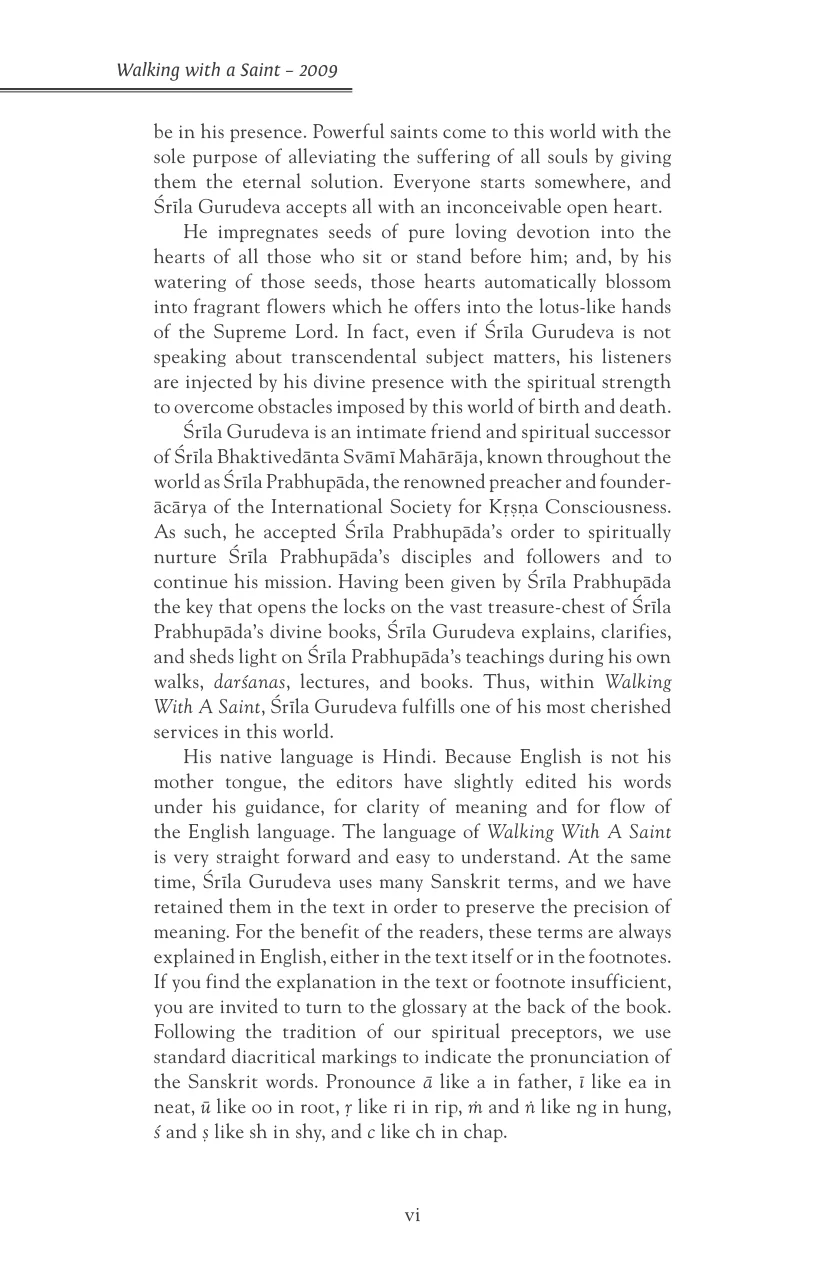 Walking with a Saint – 2009
be in his presence. Powerful saints come to this world with the
sole purpose of alleviating the suffering of all souls by giving
them the eternal solution. Everyone starts somewhere, and
Śrīla Gurudeva accepts all with an inconceivable open heart.
He impregnates seeds of pure loving devotion into the
hearts of all those who sit or stand before him; and, by his
watering of those seeds, those hearts automatically blossom
into fragrant flowers which he offers into the lotus-like hands
of the Supreme Lord. In fact, even if Śrīla Gurudeva is not
speaking about transcendental subject matters, his listeners
are injected by his divine presence with the spiritual strength
to overcome obstacles imposed by this world of birth and death.
Śrīla Gurudeva is an intimate friend and spiritual successor
of Śrīla Bhaktivedānta Svāmī Mahārāja, known throughout the
world as Śrīla Prabhupāda, the renowned preacher and founder-
ācārya of the International Society for Kṛṣṇa Consciousness.
As such, he accepted Śrīla Prabhupāda’s order to spiritually
nurture Śrīla Prabhupāda’s disciples and followers and to
continue his mission. Having been given by Śrīla Prabhupāda
the key that opens the locks on the vast treasure-chest of Śrīla
Prabhupāda’s divine books, Śrīla Gurudeva explains, clarifies,
and sheds light on Śrīla Prabhupāda’s teachings during his own
walks, darśanas, lectures, and books. Thus, within Walking
With A Saint, Śrīla Gurudeva fulfills one of his most cherished
services in this world.
His native language is Hindi. Because English is not his
mother tongue, the editors have slightly edited his words
under his guidance, for clarity of meaning and for flow of
the English language. The language of Walking With A Saint
is very straight forward and easy to understand. At the same
time, Śrīla Gurudeva uses many Sanskrit terms, and we have
retained them in the text in order to preserve the precision of
meaning. For the benefit of the readers, these terms are always
explained in English, either in the text itself or in the footnotes.
If you find the explanation in the text or footnote insufficient,
you are invited to turn to the glossary at the back of the book.
Following the tradition of our spiritual preceptors, we use
standard diacritical markings to indicate the pronunciation of
the Sanskrit words. Pronounce ā like a in father, ī like ea in
neat, ū like oo in root, ṛ like ri in rip, ṁ and ṅ like ng in hung,
ś and ṣ like sh in shy, and c like ch in chap.
vi